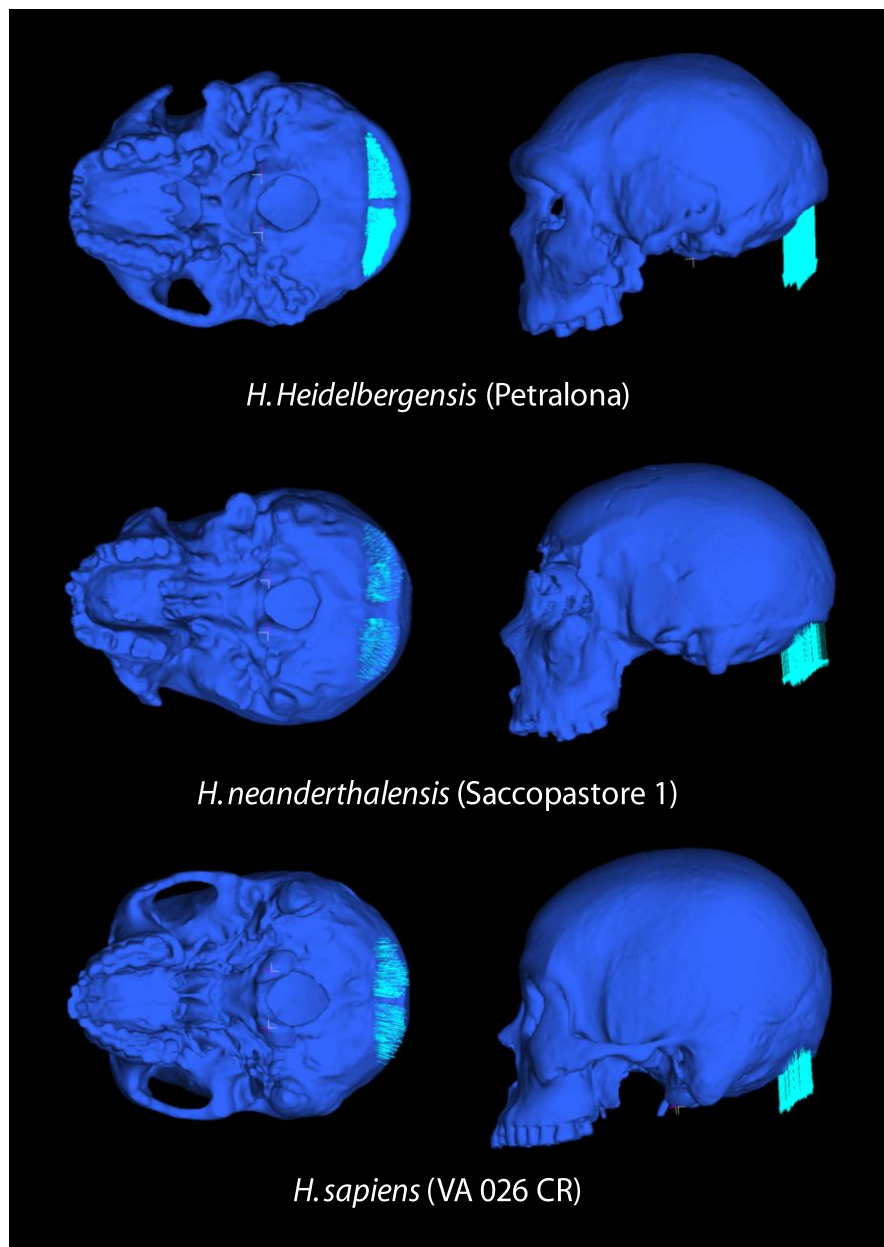 H. Heidelbergensis (Petralona)
H. neanderthalensis (Saccopastore 1)
H. sapiens (VA 026 CR)